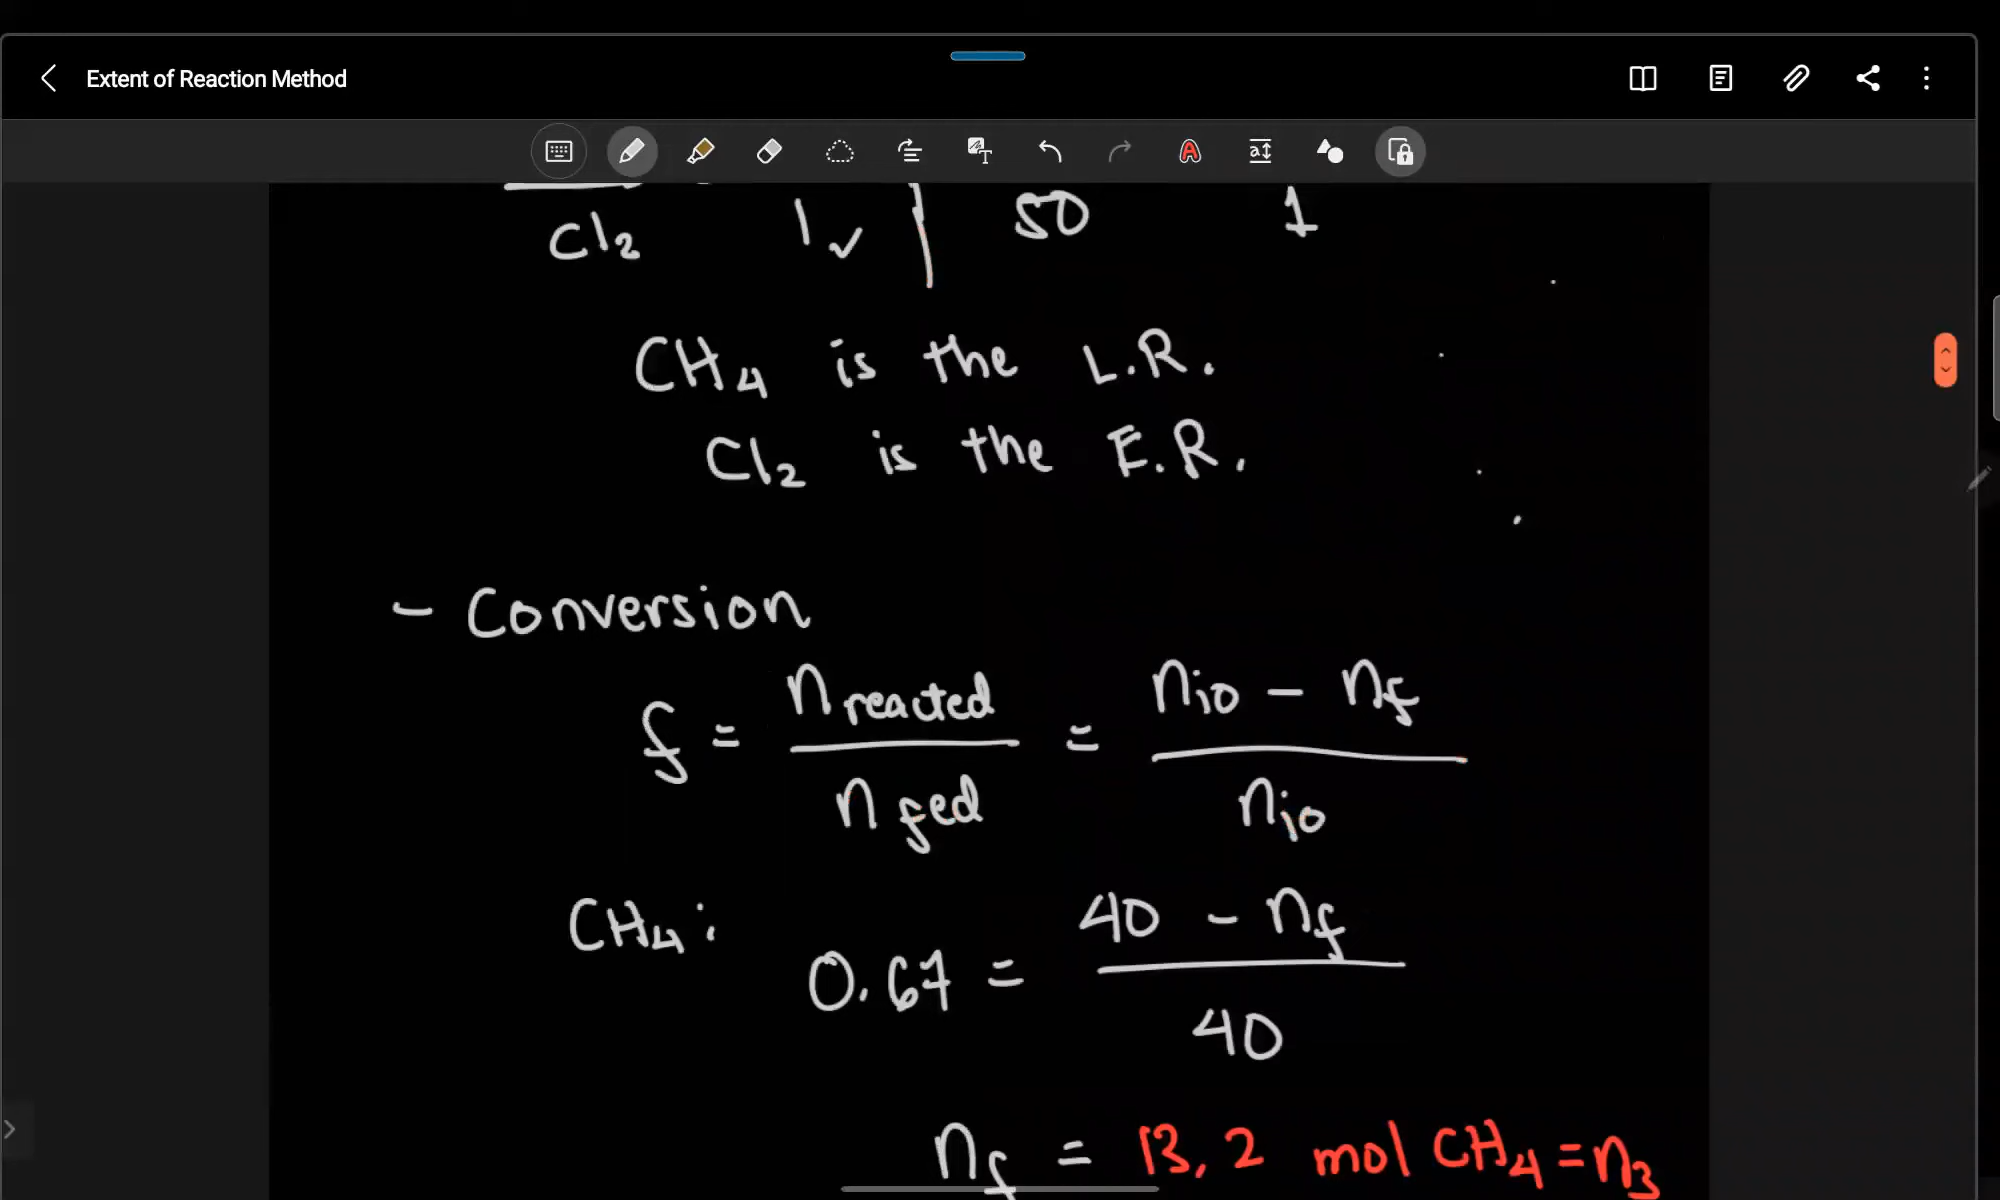 Extent of Reaction Method
Cl₂ 1 ✓ | 50 1
CH₄ is the L.R.
Cl₂ is the E.R.
- Conversion
f = n reacted / n fed = nio - nf / nio
CH₄: 0.67 = 40 - nf / 40
nf = 13,2 mol CH₄ = n₃